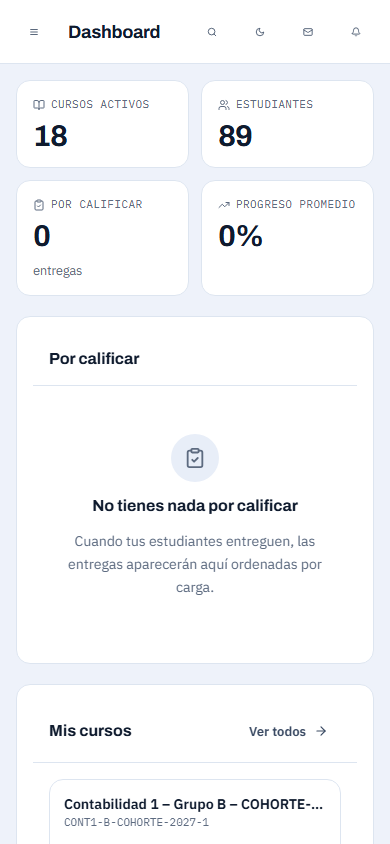 Dashboard
CURSOS ACTIVOS
18
ESTUDIANTES
89
POR CALIFICAR
0
entregas
PROGRESO PROMEDIO
0%
Por calificar
No tienes nada por calificar
Cuando tus estudiantes entreguen, las
entregas aparecerán aquí ordenadas por
carga.
Mis cursos
Ver todos
Contabilidad 1 – Grupo B – COHORTE-...
CONT1-B-COHORTE-2027-1